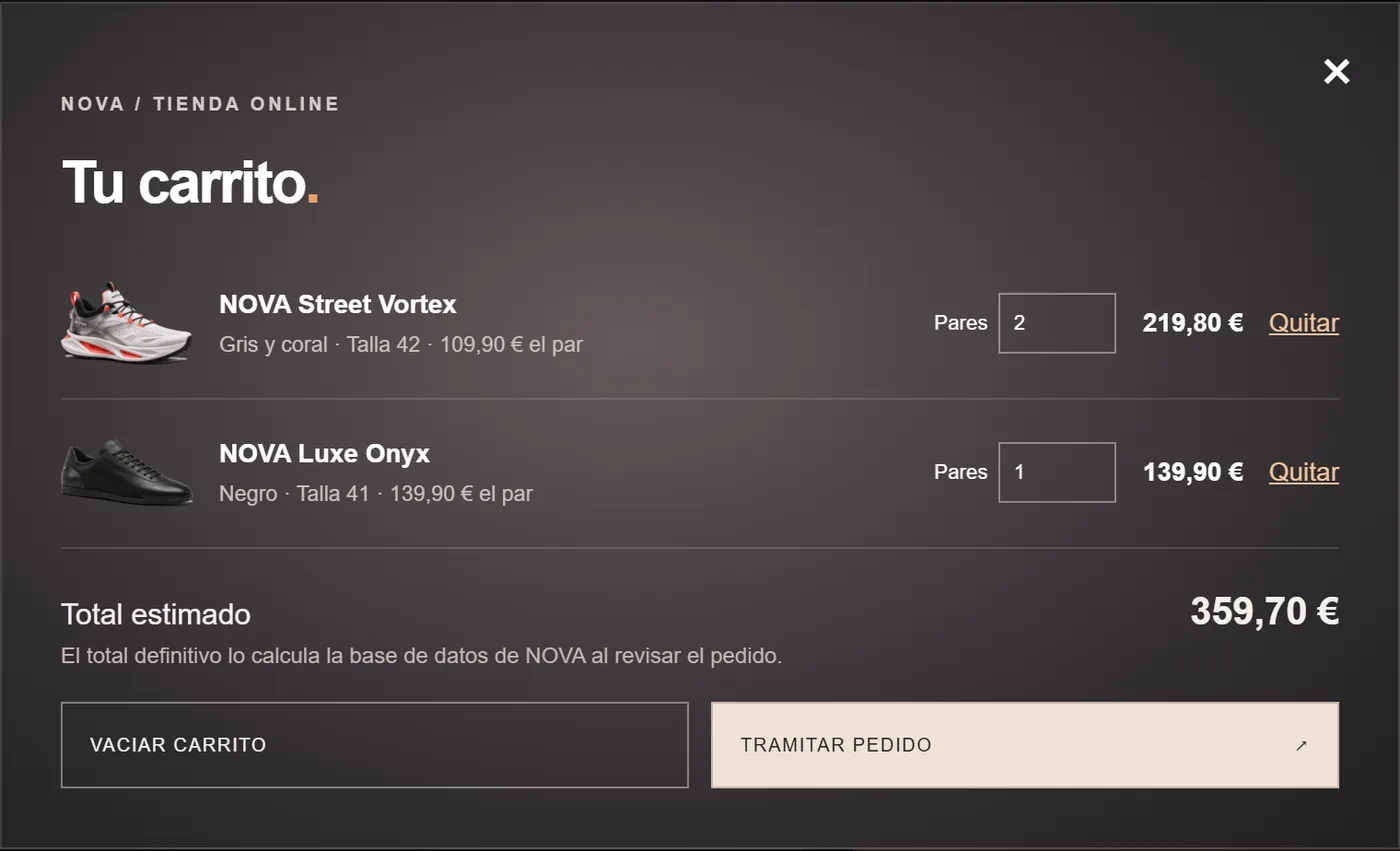 NOVA / TIENDA ONLINE
Tu carrito.
NOVA Street Vortex
Gris y coral · Talla 42 · 109,90 € el par
Pares 2 219,80 € Quitar
NOVA Luxe Onyx
Negro · Talla 41 · 139,90 € el par
Pares 1 139,90 € Quitar
Total estimado 359,70 €
El total definitivo lo calcula la base de datos de NOVA al revisar el pedido.
VACIAR CARRITO TRAMITAR PEDIDO ↗